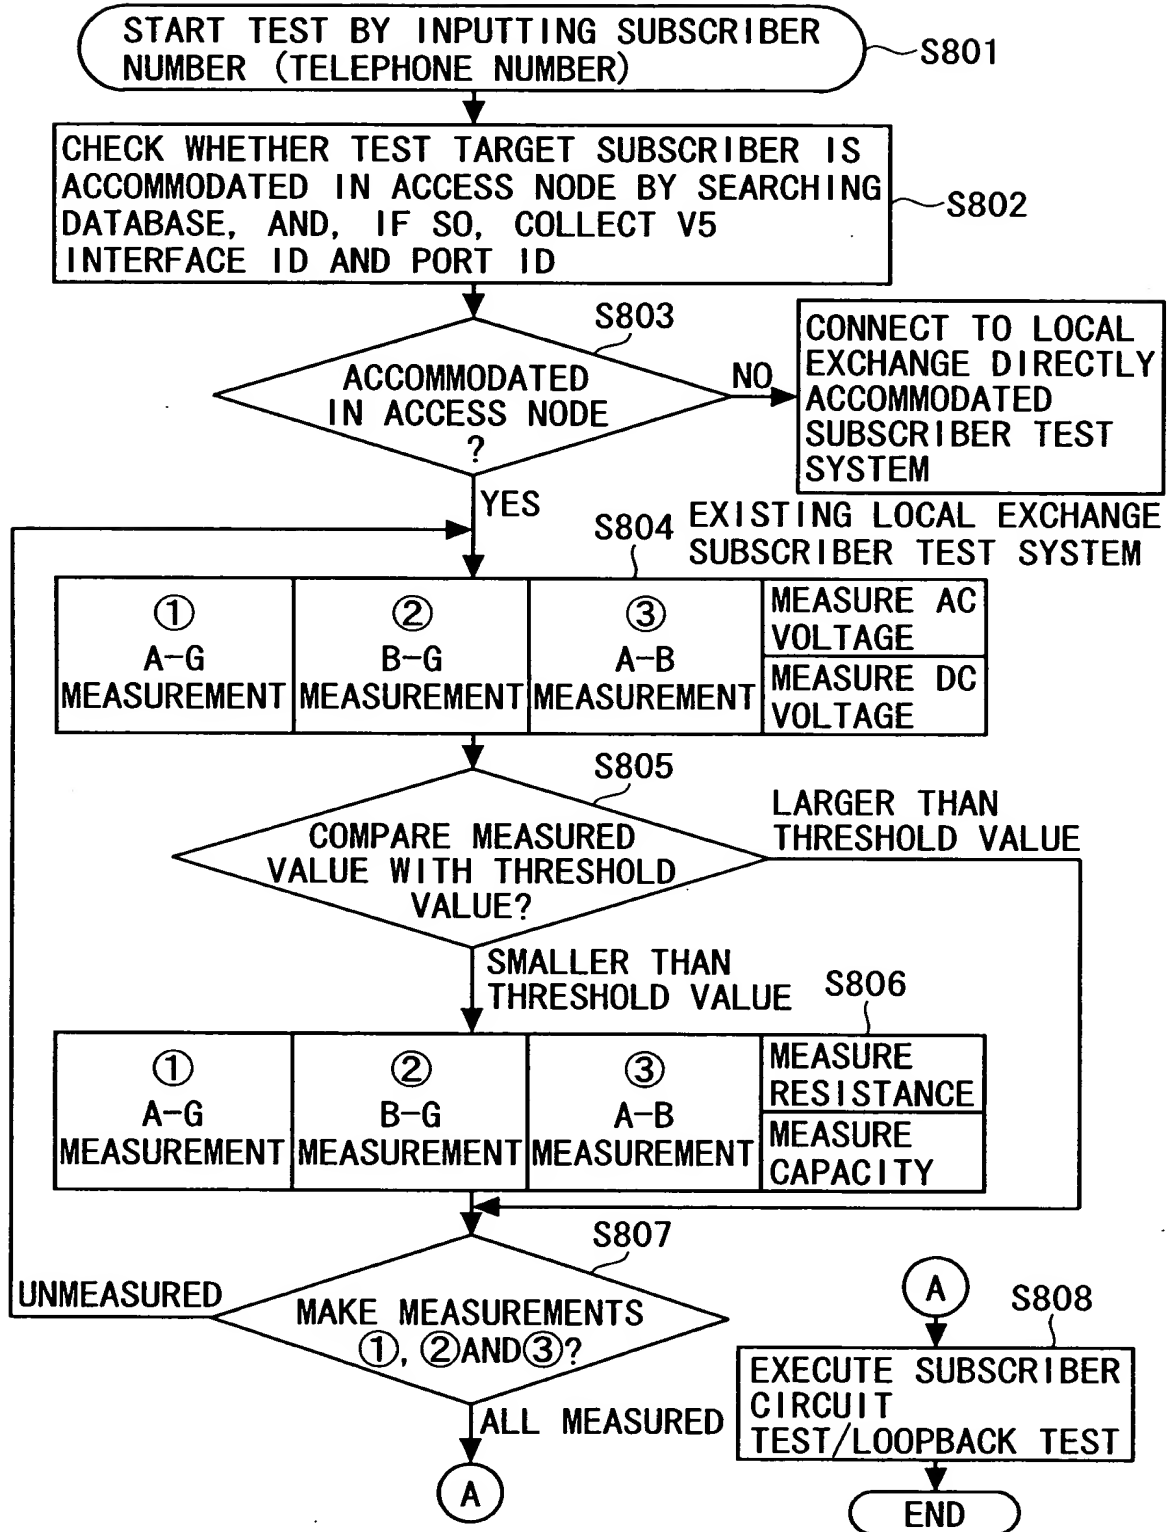 START TEST BY INPUTTING SUBSCRIBER
NUMBER (TELEPHONE NUMBER)
S801
CHECK WHETHER TEST TARGET SUBSCRIBER IS
ACCOMMODATED IN ACCESS NODE BY SEARCHING
DATABASE, AND, IF SO, COLLECT V5
INTERFACE ID AND PORT ID
S802
S803
ACCOMMODATED
IN ACCESS NODE
?
NO
CONNECT TO LOCAL
EXCHANGE DIRECTLY
ACCOMMODATED
SUBSCRIBER TEST
SYSTEM
YES
EXISTING LOCAL EXCHANGE
SUBSCRIBER TEST SYSTEM
S804
①
A-G
MEASUREMENT
②
B-G
MEASUREMENT
③
A-B
MEASUREMENT
MEASURE AC
VOLTAGE
MEASURE DC
VOLTAGE
S805
COMPARE MEASURED
VALUE WITH THRESHOLD
VALUE?
LARGER THAN
THRESHOLD VALUE
SMALLER THAN
THRESHOLD VALUE
S806
①
A-G
MEASUREMENT
②
B-G
MEASUREMENT
③
A-B
MEASUREMENT
MEASURE
RESISTANCE
MEASURE
CAPACITY
S807
UNMEASURED
MAKE MEASUREMENTS
①, ②AND③?
ALL MEASURED
A
A
S808
EXECUTE SUBSCRIBER
CIRCUIT
TEST/LOOPBACK TEST
END